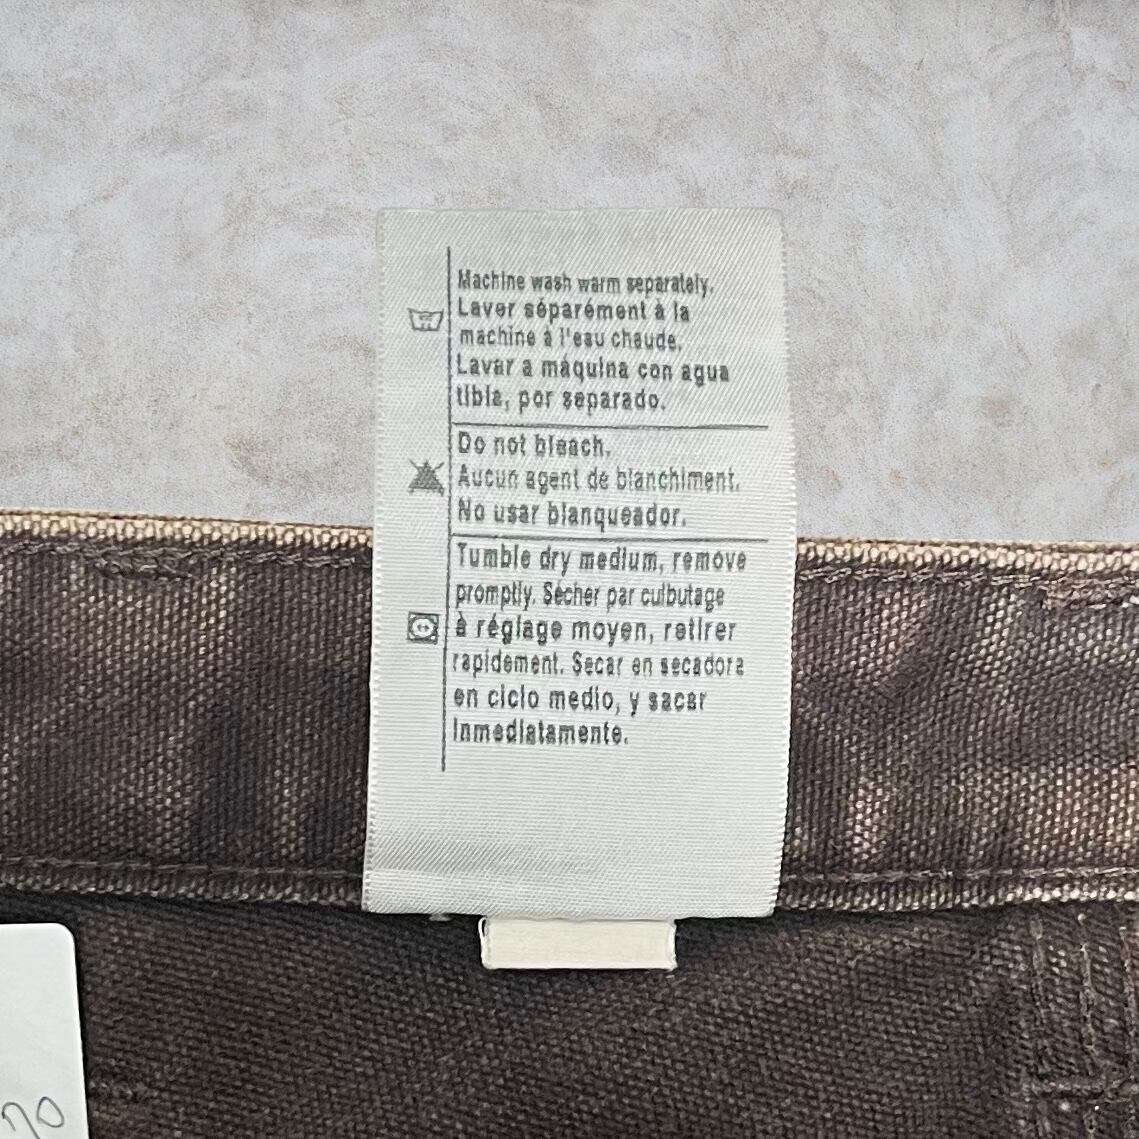 Machine wash warm separately.
Laver séparément à la
machine à l'eau chaude.
Lavar a máquina con agua
tibia, por separado.
Do not bleach.
Aucun agent de blanchiment.
No usar blanqueador.
Tumble dry medium, remove
promptly. Sécher par culbutage
à réglage moyen, retirer
rapidement. Secar en secadora
en ciclo medio, y sacar
inmediatamente.